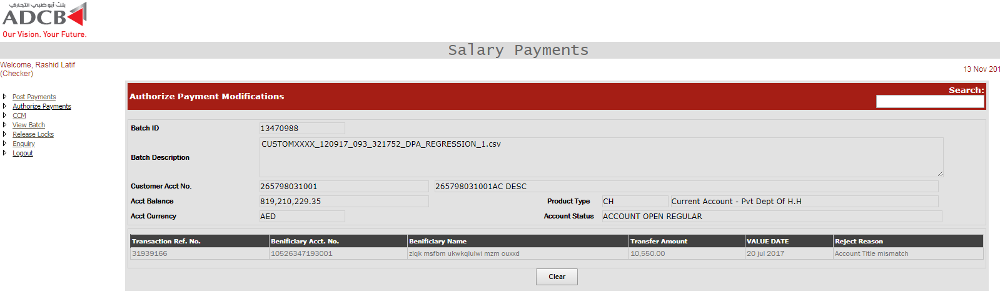 بنك أبوظبي التجاري
ADCB
Our Vision. Your Future.
Salary Payments
Welcome, Rashid Latif
(Checker)
13 Nov 201
Post Payments
Authorize Payments
CCM
View Batch
Release Locks
Enquiry
Logout
Authorize Payment Modifications
Search:
Batch ID 13470988
Batch Description CUSTOMXXXX_120917_093_321752_DPA_REGRESSION_1.csv
Customer Acct No. 265798031001 265798031001AC DESC
Acct Balance 819,210,229.35 Product Type CH Current Account - Pvt Dept Of H.H
Acct Currency AED Account Status ACCOUNT OPEN REGULAR
Transaction Ref. No. Benificiary Acct. No. Benificiary Name Transfer Amount VALUE DATE Reject Reason
31939166 10526347193001 zlqk msfbm ukwkqlulwi mzm ouxxd 10,550.00 20 jul 2017 Account Title mismatch
Clear